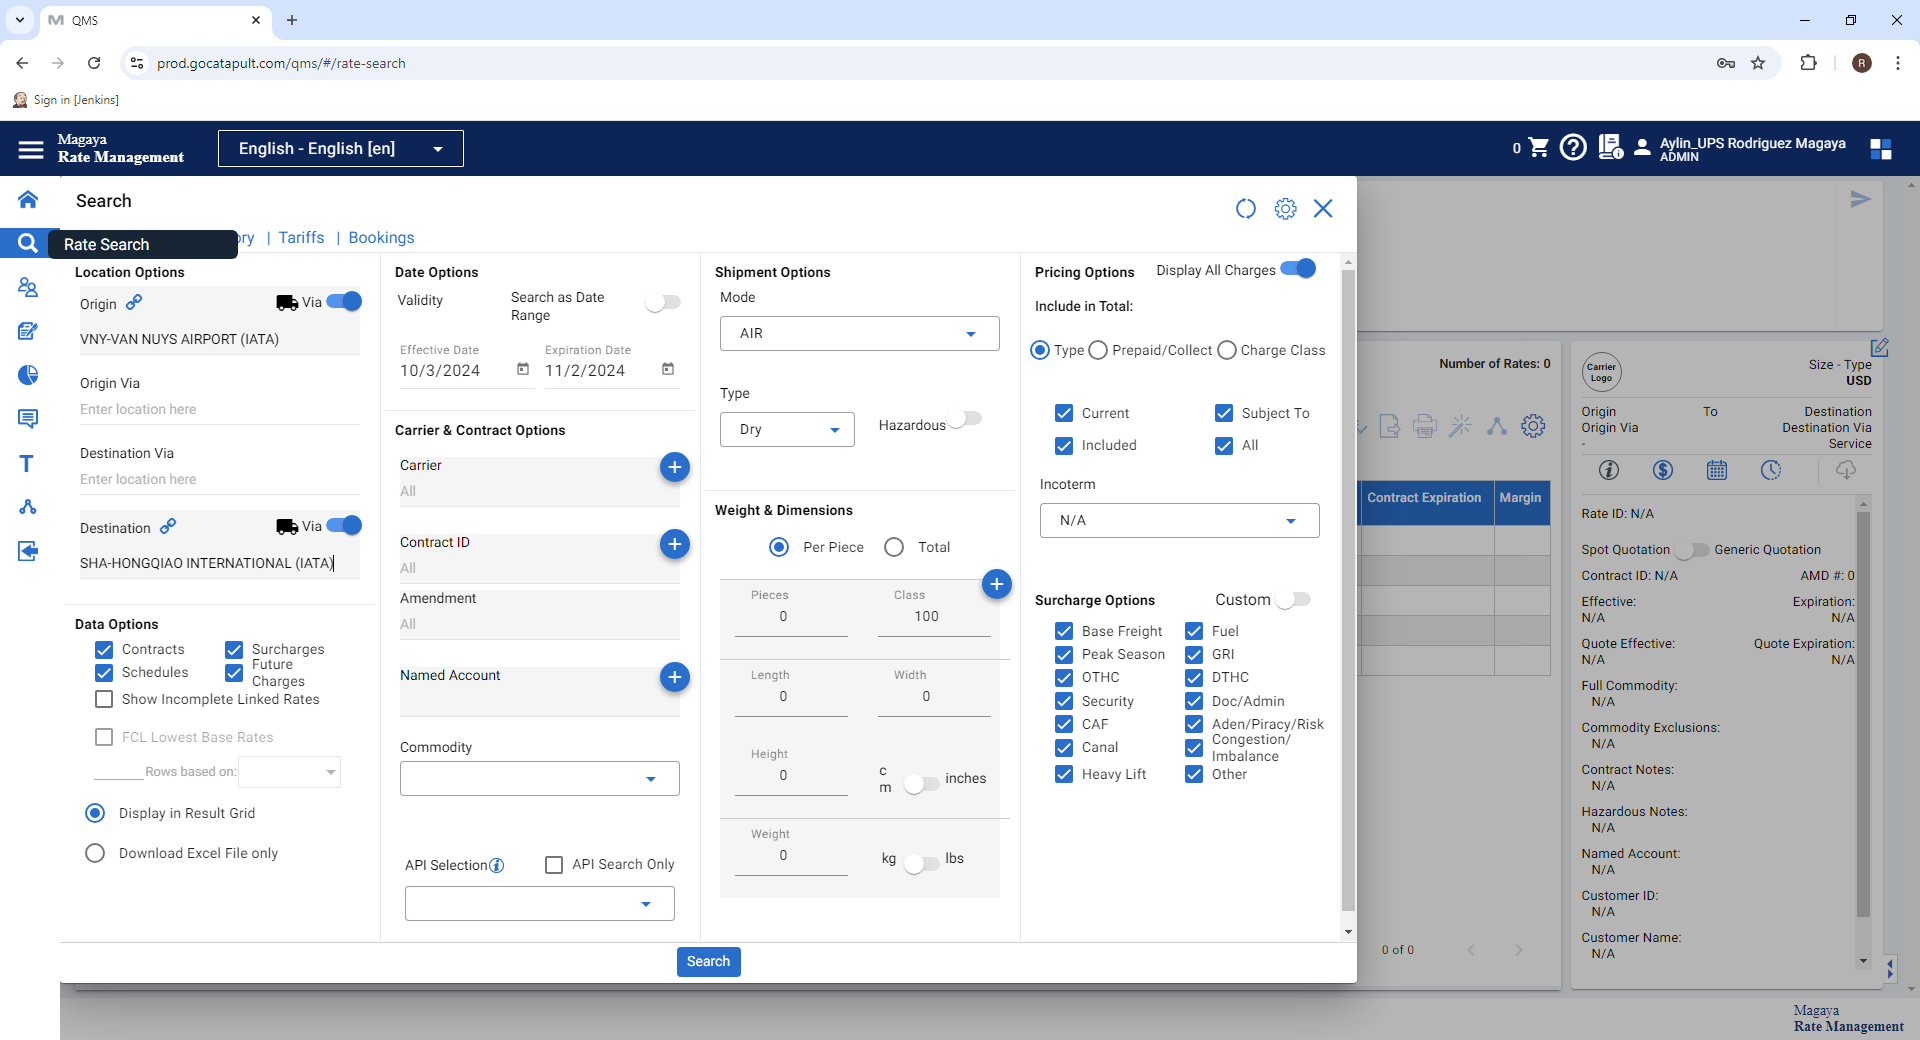 QMS
prod.gocatapult.com/qms/#/rate-search
R
Sign in [Jenkins]
Magaya
Rate Management
English - English [en]
0
Aylin_UPS Rodriguez Magaya
ADMIN
Search
Rate Search
ory | Tariffs | Bookings
Location Options
Origin
Via
VNY-VAN NUYS AIRPORT (IATA)
Origin Via
Enter location here
Destination Via
Enter location here
Destination
Via
SHA-HONGQIAO INTERNATIONAL (IATA)
Data Options
Contracts
Surcharges
Schedules
Future
Charges
Show Incomplete Linked Rates
FCL Lowest Base Rates
Rows based on:
Display in Result Grid
Download Excel File only
Date Options
Validity
Search as Date
Range
Effective Date
Expiration Date
10/3/2024
11/2/2024
Carrier & Contract Options
Carrier
All
Contract ID
All
Amendment
All
Named Account
Commodity
API Selection
API Search Only
Shipment Options
Mode
AIR
Type
Dry
Hazardous
Weight & Dimensions
Per Piece
Total
Pieces
Class
0
100
Length
Width
0
0
Height
0
c
m
inches
Weight
0
kg
lbs
Pricing Options
Display All Charges
Include in Total:
Type
Prepaid/Collect
Charge Class
Current
Subject To
Included
All
Incoterm
N/A
Surcharge Options
Custom
Base Freight
Fuel
Peak Season
GRI
OTHC
DTHC
Security
Doc/Admin
CAF
Aden/Piracy/Risk
Canal
Congestion/
Imbalance
Heavy Lift
Other
Search
Number of Rates: 0
Contract Expiration
Margin
0 of 0
Carrier
Logo
Size - Type
USD
Origin
To
Destination
Origin Via
Destination Via
-
Service
Rate ID: N/A
Spot Quotation
Generic Quotation
Contract ID: N/A
AMD #: 0
Effective:
Expiration:
N/A
N/A
Quote Effective:
Quote Expiration:
N/A
N/A
Full Commodity:
N/A
Commodity Exclusions:
N/A
Contract Notes:
N/A
Hazardous Notes:
N/A
Named Account:
N/A
Customer ID:
N/A
Customer Name:
N/A
Magaya
Rate Management